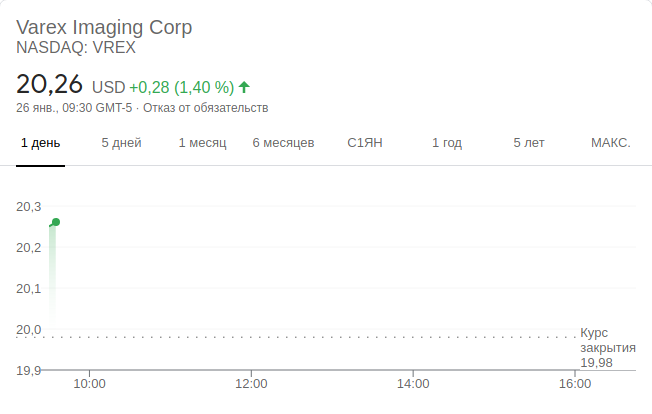 Varex Imaging Corp
NASDAQ: VREX
20,26 USD +0,28 (1,40 %)
26 янв., 09:30 GMT-5 · Отказ от обязательств
1 день 5 дней 1 месяц 6 месяцев С1ЯН 1 год 5 лет МАКС.
20,3
20,2
20,1
20,0
Курс
закрытия
19,98
19,9
10:00 12:00 14:00 16:00